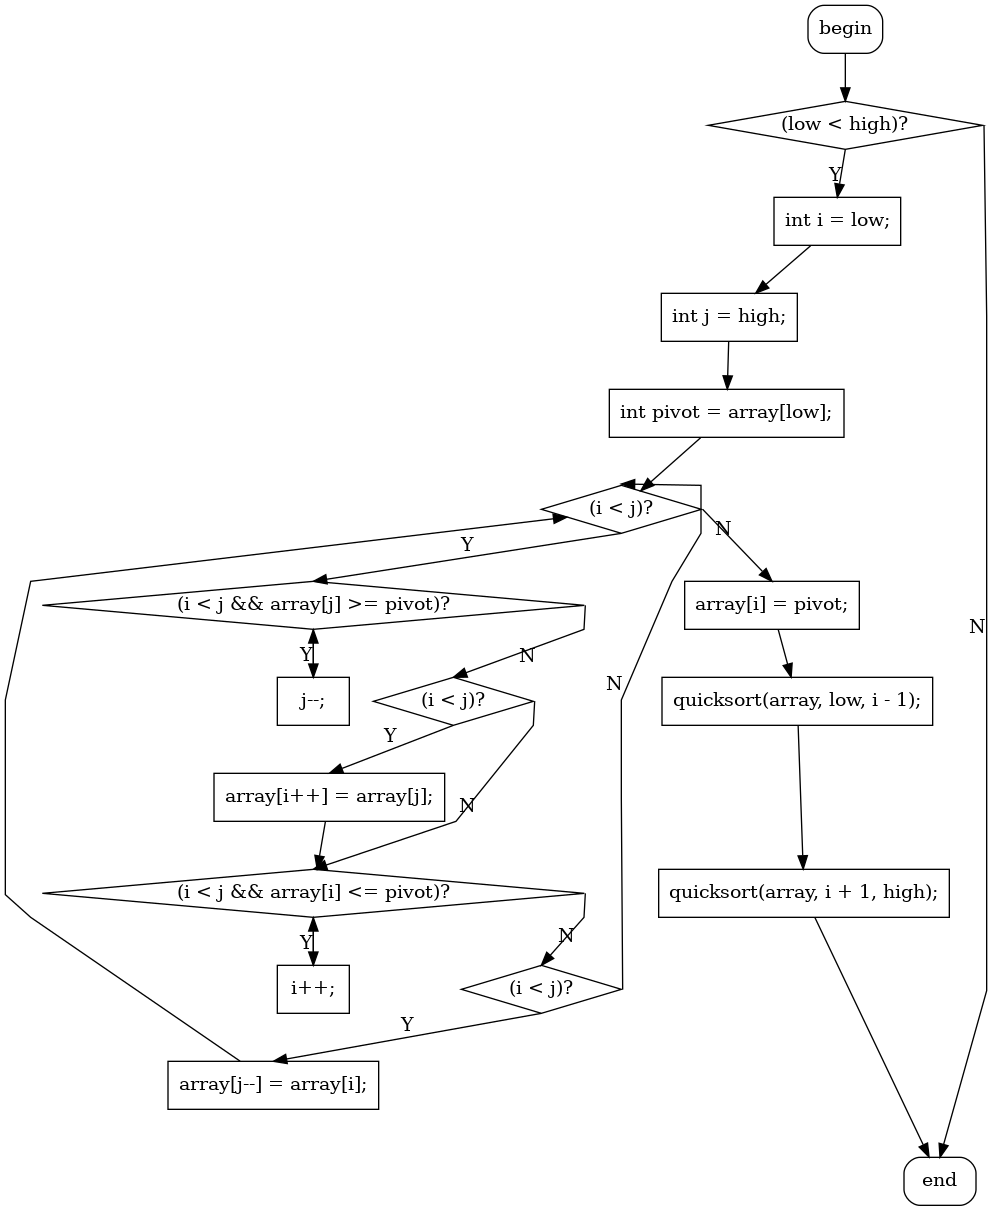 begin
(low < high)?
Y
int i = low;
int j = high;
int pivot = array[low];
(i < j)?
N
Y
(i < j && array[j] >= pivot)?
array[i] = pivot;
N
Y
N
j--;
(i < j)?
quicksort(array, low, i - 1);
N
Y
array[i++] = array[j];
N
(i < j && array[i] <= pivot)?
quicksort(array, i + 1, high);
Y
N
i++;
(i < j)?
Y
array[j--] = array[i];
end